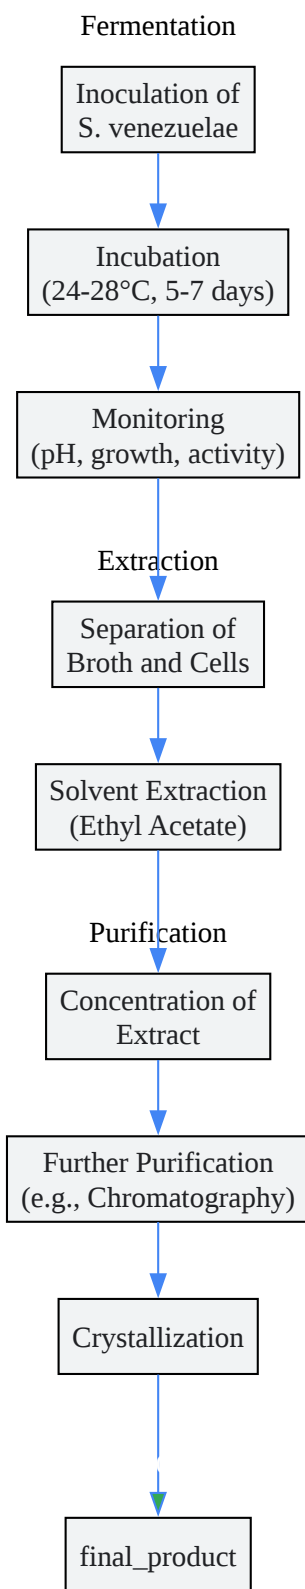 Fermentation
Inoculation of
S. venezuelae
Incubation
(24-28°C, 5-7 days)
Monitoring
(pH, growth, activity)
Extraction
Separation of
Broth and Cells
Solvent Extraction
(Ethyl Acetate)
Purification
Concentration of
Extract
Further Purification
(e.g., Chromatography)
Crystallization
final_product